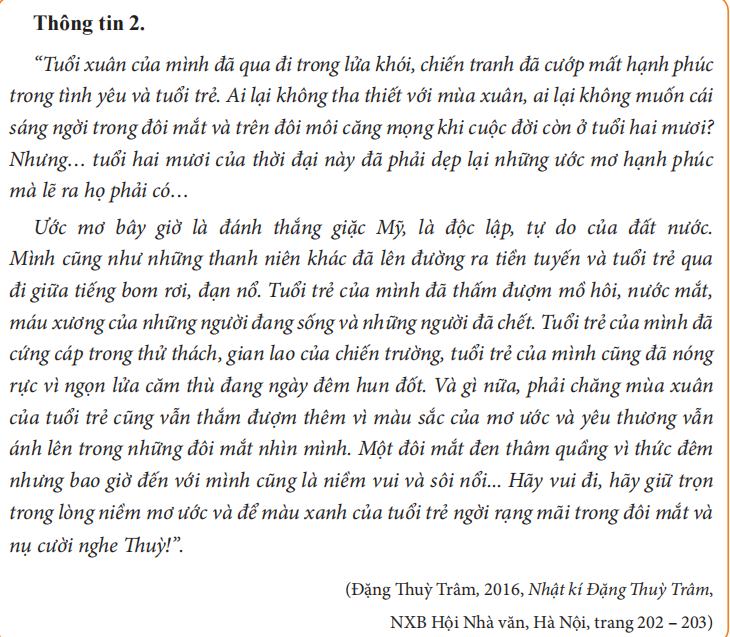 Thông tin 2.
“Tuổi xuân của mình đã qua đi trong lửa khói, chiến tranh đã cướp mất hạnh phúc
trong tình yêu và tuổi trẻ. Ai lại không tha thiết với mùa xuân, ai lại không muốn cái
sáng ngời trong đôi mắt và trên đôi môi căng mọng khi cuộc đời còn ở tuổi hai mươi?
Nhưng… tuổi hai mươi của thời đại này đã phải dẹp lại những ước mơ hạnh phúc
mà lẽ ra họ phải có…
Ước mơ bây giờ là đánh thắng giặc Mỹ, là độc lập, tự do của đất nước.
Mình cũng như những thanh niên khác đã lên đường ra tiền tuyến và tuổi trẻ qua
đi giữa tiếng bom rơi, đạn nổ. Tuổi trẻ của mình đã thấm đượm mồ hôi, nước mắt,
máu xương của những người đang sống và những người đã chết. Tuổi trẻ của mình đã
cứng cáp trong thử thách, gian lao của chiến trường, tuổi trẻ của mình cũng đã nóng
rực vì ngọn lửa căm thù đang ngày đêm hun đốt. Và gì nữa, phải chăng mùa xuân
của tuổi trẻ cũng vẫn thắm đượm thêm vì màu sắc của mơ ước và yêu thương vẫn
ánh lên trong những đôi mắt nhìn mình. Một đôi mắt đen thâm quầng vì thức đêm
nhưng bao giờ đến với mình cũng là niềm vui và sôi nổi... Hãy vui đi, hãy giữ trọn
trong lòng niềm mơ ước và để màu xanh của tuổi trẻ ngời rạng mãi trong đôi mắt và
nụ cười nghe Thuỳ!”.
(Đặng Thuỳ Trâm, 2016, Nhật kí Đặng Thuỳ Trâm,
NXB Hội Nhà văn, Hà Nội, trang 202 – 203)